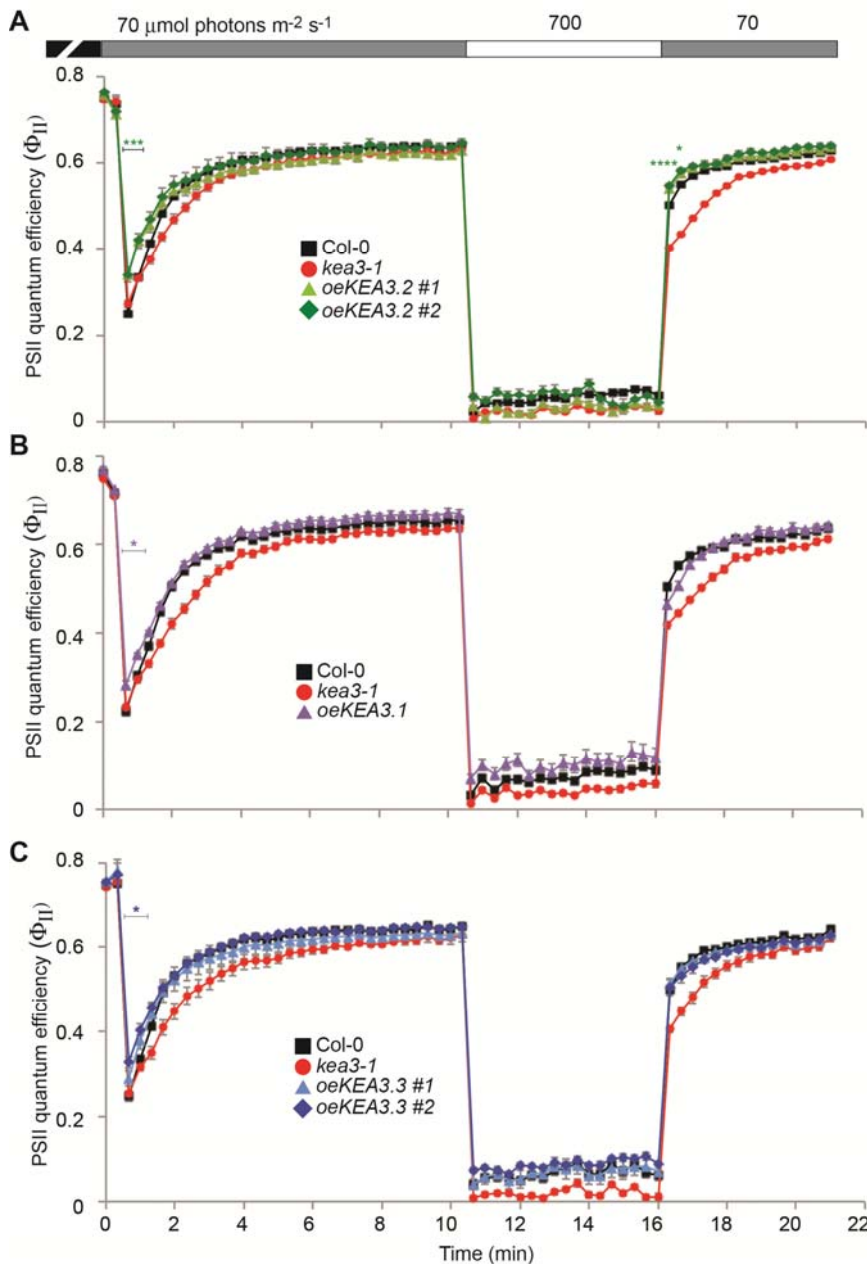 A
70 μmol photons m⁻² s⁻¹ 700 70
0.8
0.6
0.4
0.2
0
PSII quantum efficiency (Φ_II)
***
*
****
Col-0
kea3-1
oeKEA3.2 #1
oeKEA3.2 #2
B
0.8
0.6
0.4
0.2
0
PSII quantum efficiency (Φ_II)
*
Col-0
kea3-1
oeKEA3.1
C
0.8
0.6
0.4
0.2
0
PSII quantum efficiency (Φ_II)
*
Col-0
kea3-1
oeKEA3.3 #1
oeKEA3.3 #2
0 2 4 6 8 10 12 14 16 18 20 22
Time (min)